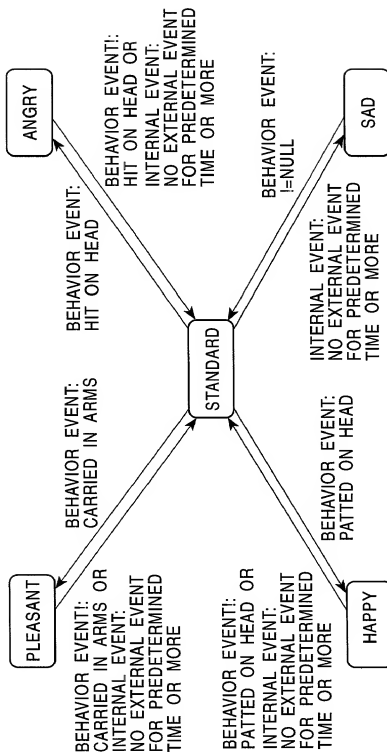 PLEASANT
BEHAVIOR EVENT:
CARRIED IN ARMS
BEHAVIOR EVENT!:
CARRIED IN ARMS OR
INTERNAL EVENT:
NO EXTERNAL EVENT
FOR PREDETERMINED
TIME OR MORE
ANGRY
BEHAVIOR EVENT:
HIT ON HEAD
BEHAVIOR EVENT!:
HIT ON HEAD OR
INTERNAL EVENT:
NO EXTERNAL EVENT
FOR PREDETERMINED
TIME OR MORE
STANDARD
BEHAVIOR EVENT!:
PATTED ON HEAD OR
INTERNAL EVENT:
NO EXTERNAL EVENT
FOR PREDETERMINED
TIME OR MORE
HAPPY
BEHAVIOR EVENT:
PATTED ON HEAD
INTERNAL EVENT:
NO EXTERNAL EVENT
FOR PREDETERMINED
TIME OR MORE
BEHAVIOR EVENT:
!=NULL
SAD